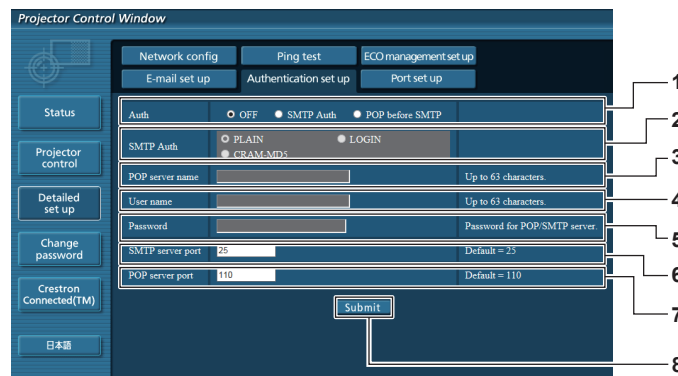 Projector Control Window
Network config Ping test ECO management set up
E-mail set up Authentication set up Port set up
Status
Projector control
Detailed set up
Change password
Crestron Connected(TM)
日本語
Auth OFF SMTP Auth POP before SMTP 1
SMTP Auth PLAIN LOGIN CRAM-MD5 2
POP server name Up to 63 characters. 3
User name Up to 63 characters. 4
Password Password for POP/SMTP server. 5
SMTP server port 25 Default = 25 6
POP server port 110 Default = 110 7
Submit 8